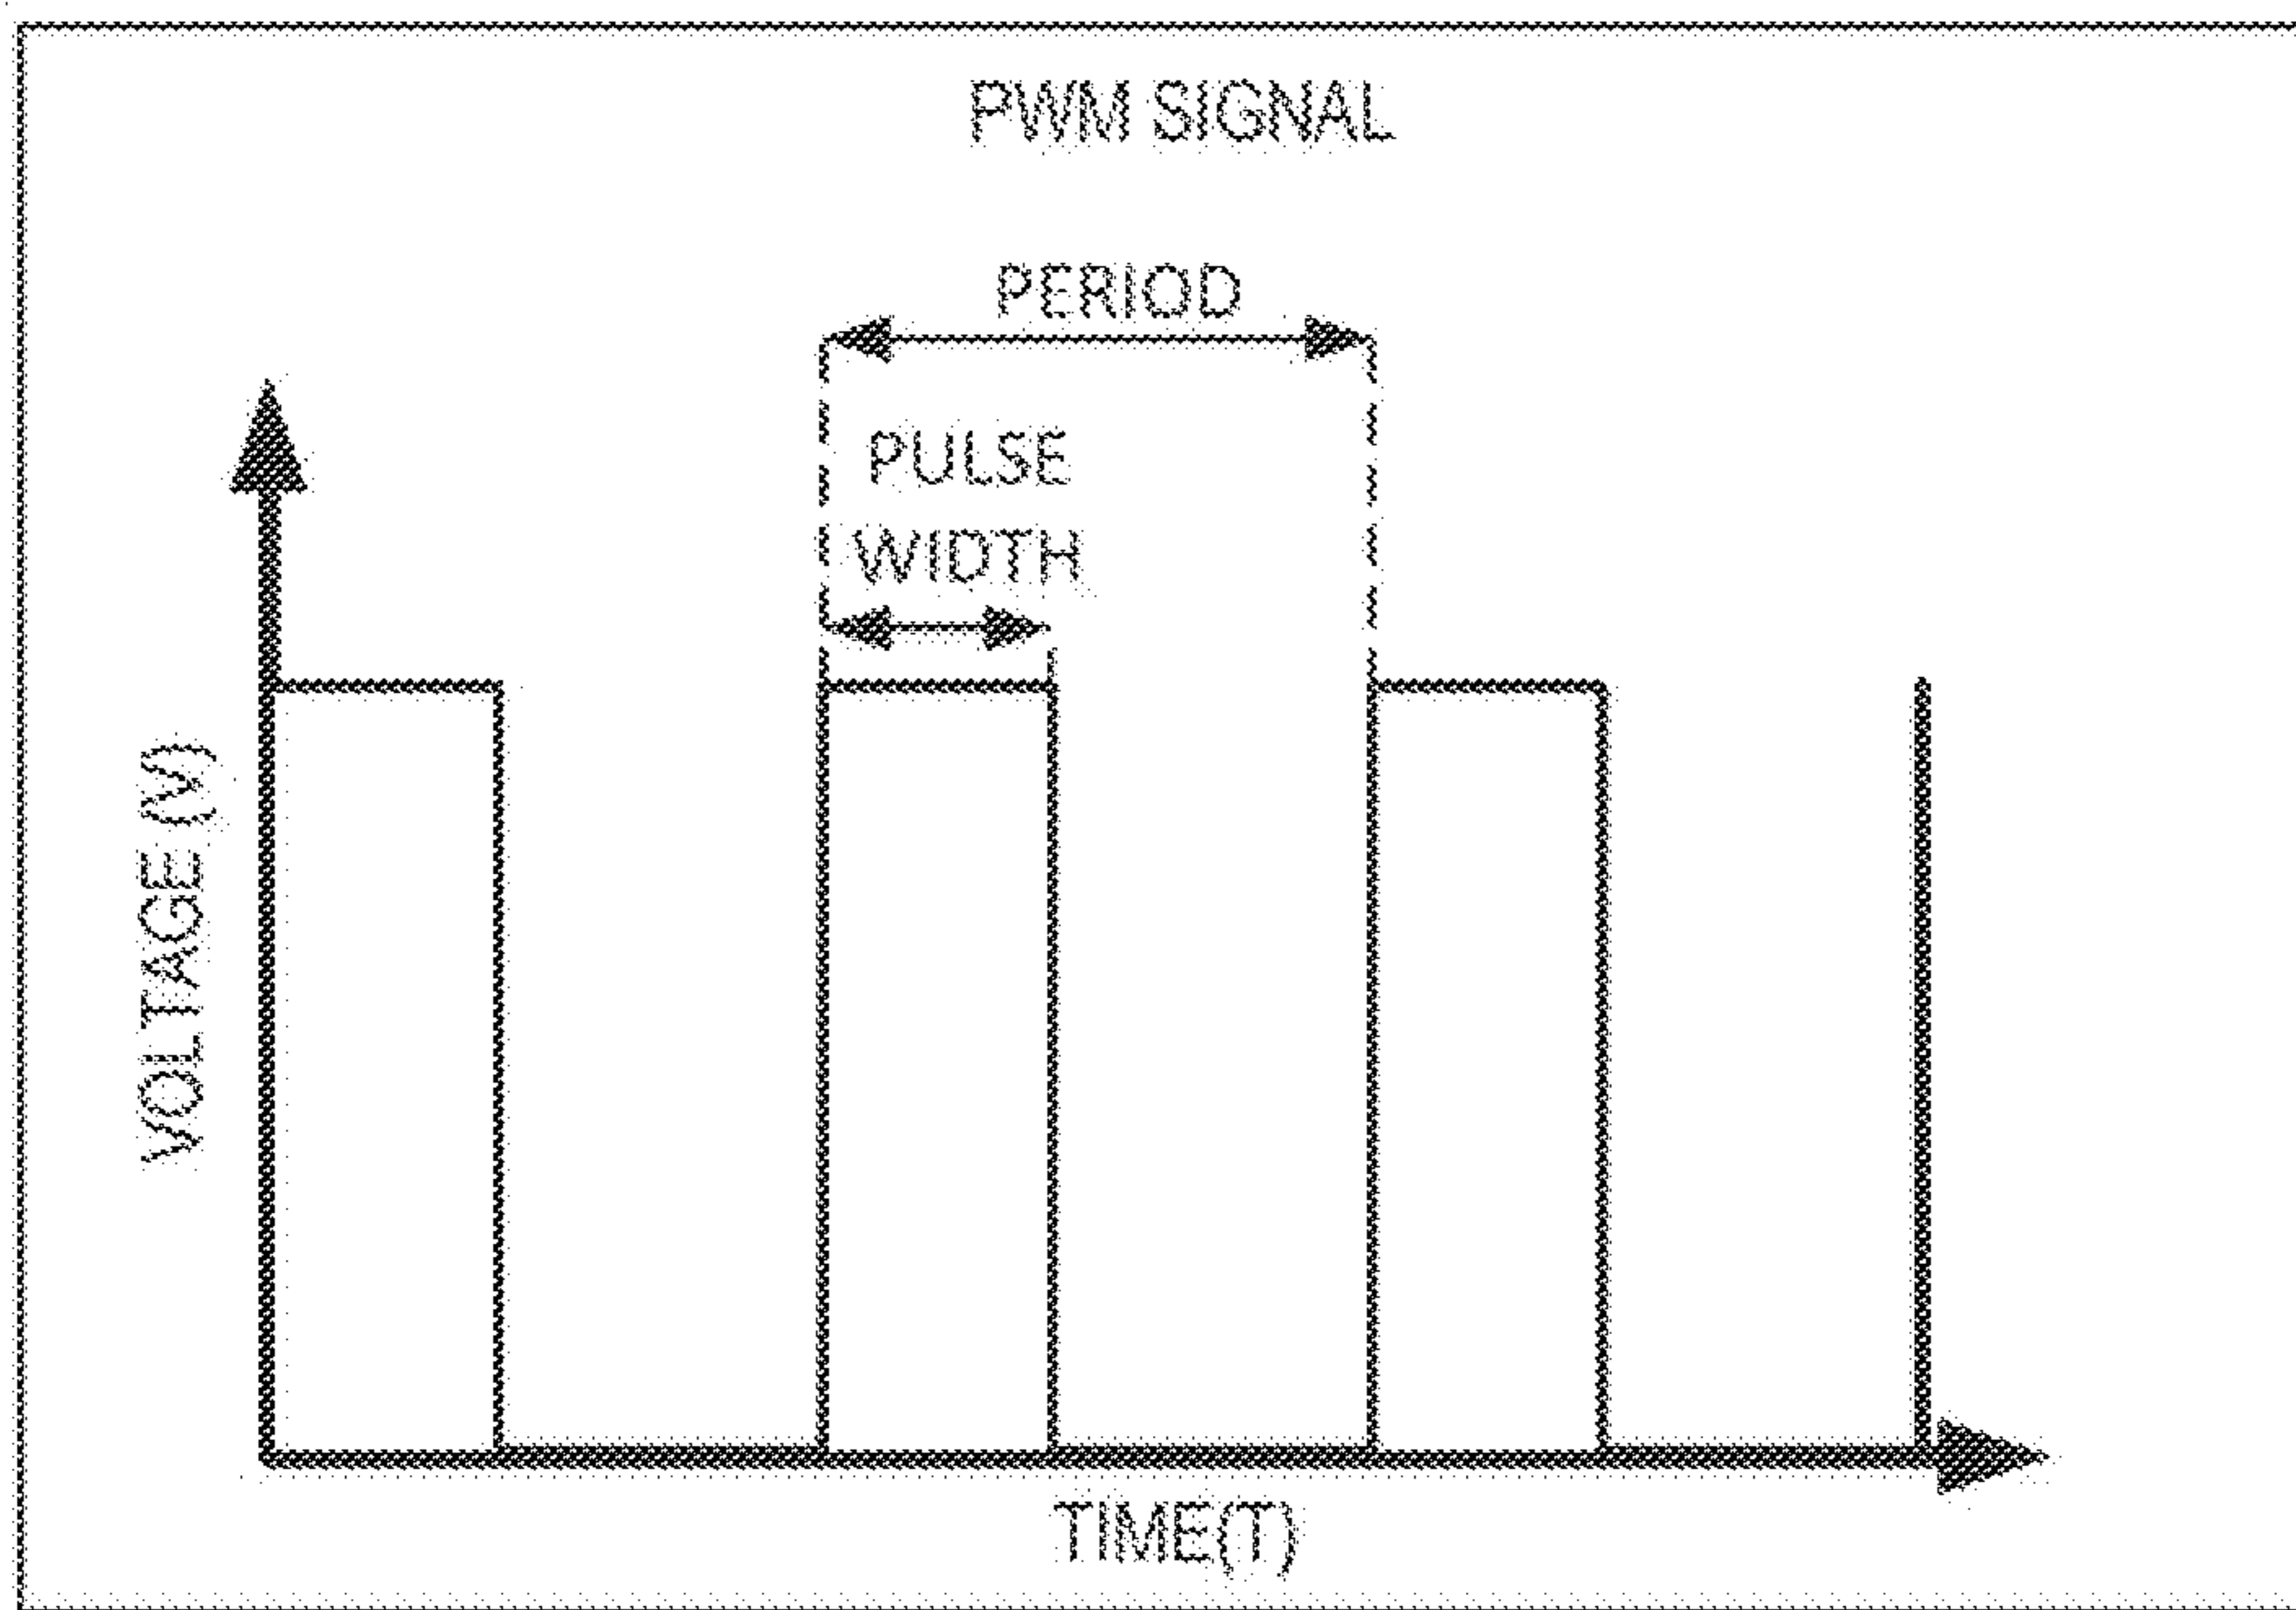 PWM SIGNAL
PERIOD
PULSE
WIDTH
VOLTAGE (V)
TIME(T)